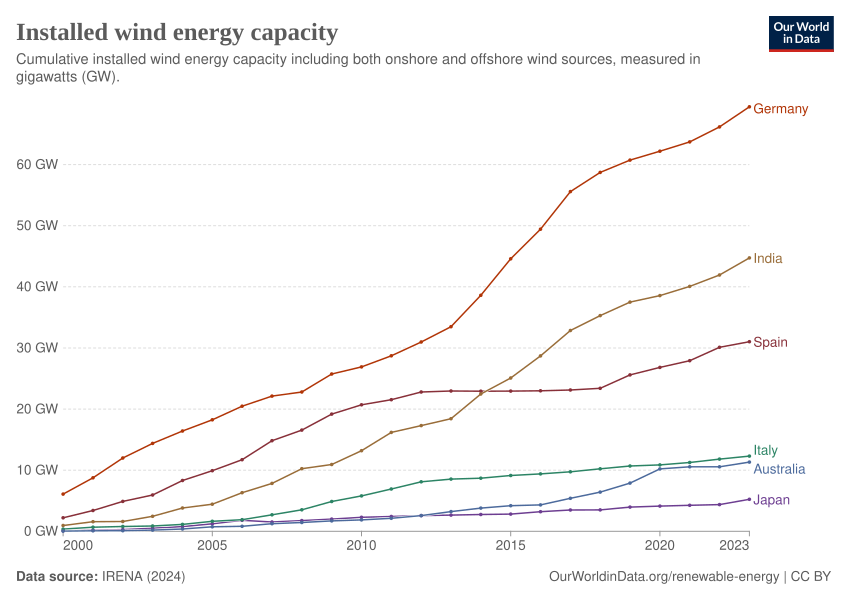 Installed wind energy capacity
Our World
in Data
Cumulative installed wind energy capacity including both onshore and offshore wind sources, measured in
gigawatts (GW).
Germany
60 GW
50 GW
India
40 GW
Spain
30 GW
20 GW
Italy
10 GW
Australia
Japan
0 GW
2000 2005 2010 2015 2020 2023
Data source: IRENA (2024) OurWorldinData.org/renewable-energy | CC BY